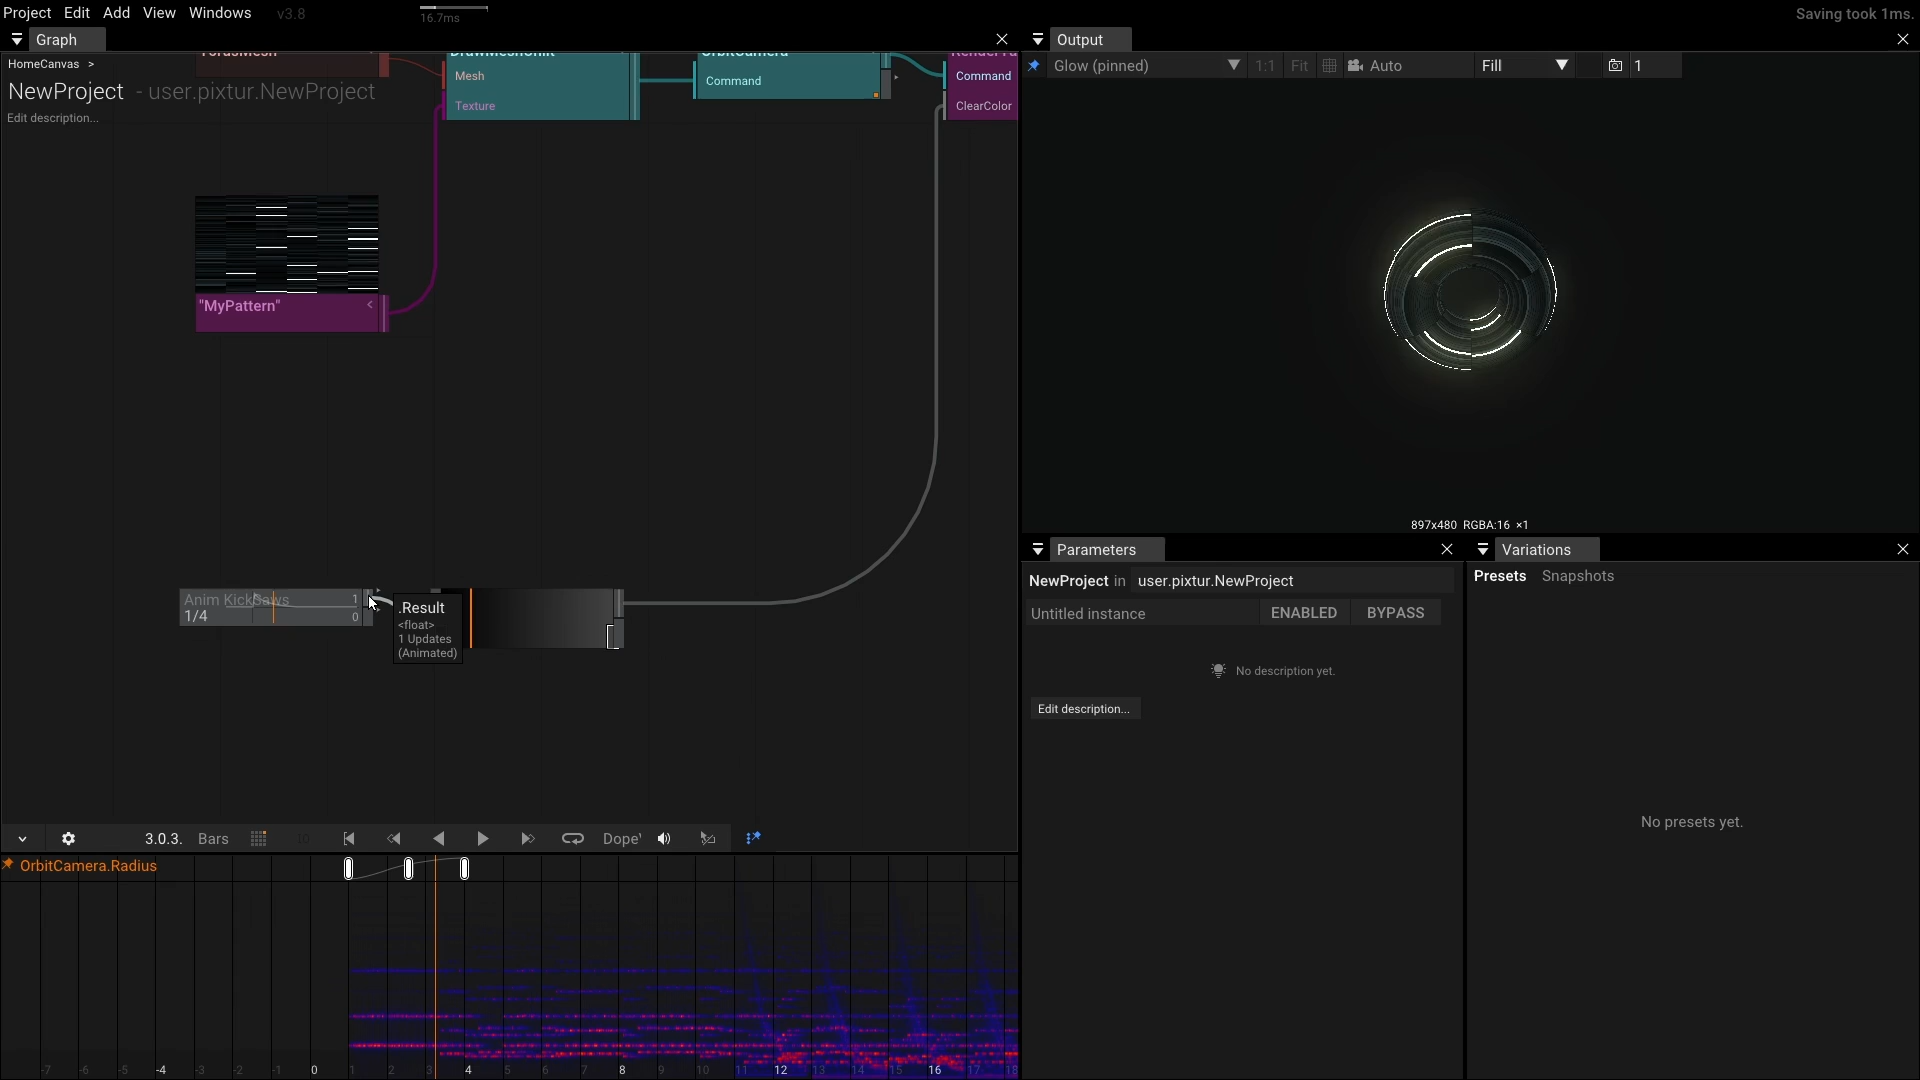 Project Edit Add View Windows v3.8
16.7ms
Saving took 1ms.
Graph
HomeCanvas >
NewProject - user.pixtur.NewProject
Edit description...
OrbitCamera
Mesh
Texture
Command
Command
ClearColor
"MyPattern" <
Anim KickSaws 1
1/4 0
.Result
<float>
1 Updates
(Animated)
3.0.3. Bars 10 Dope'
OrbitCamera.Radius
-7 -6 -5 -4 -3 -2 -1 0 1 2 3 4 5 6 7 8 9 10 11 12 13 14 15 16 17 18
Output
Glow (pinned) 1:1 Fit Auto Fill 1
897x480 RGBA:16 ×1
Parameters
NewProject in user.pixtur.NewProject
Untitled instance ENABLED BYPASS
No description yet.
Edit description...
Variations
Presets Snapshots
No presets yet.